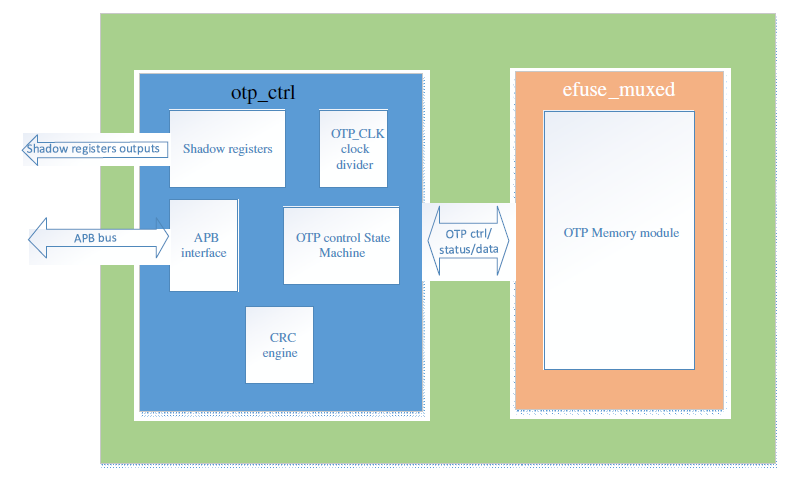 otp_ctrl
efuse_muxed
Shadow registers outputs
Shadow registers
OTP_CLK
clock
divider
APB bus
APB
interface
OTP control State
Machine
OTP ctrl/
status/data
OTP Memory module
CRC
engine